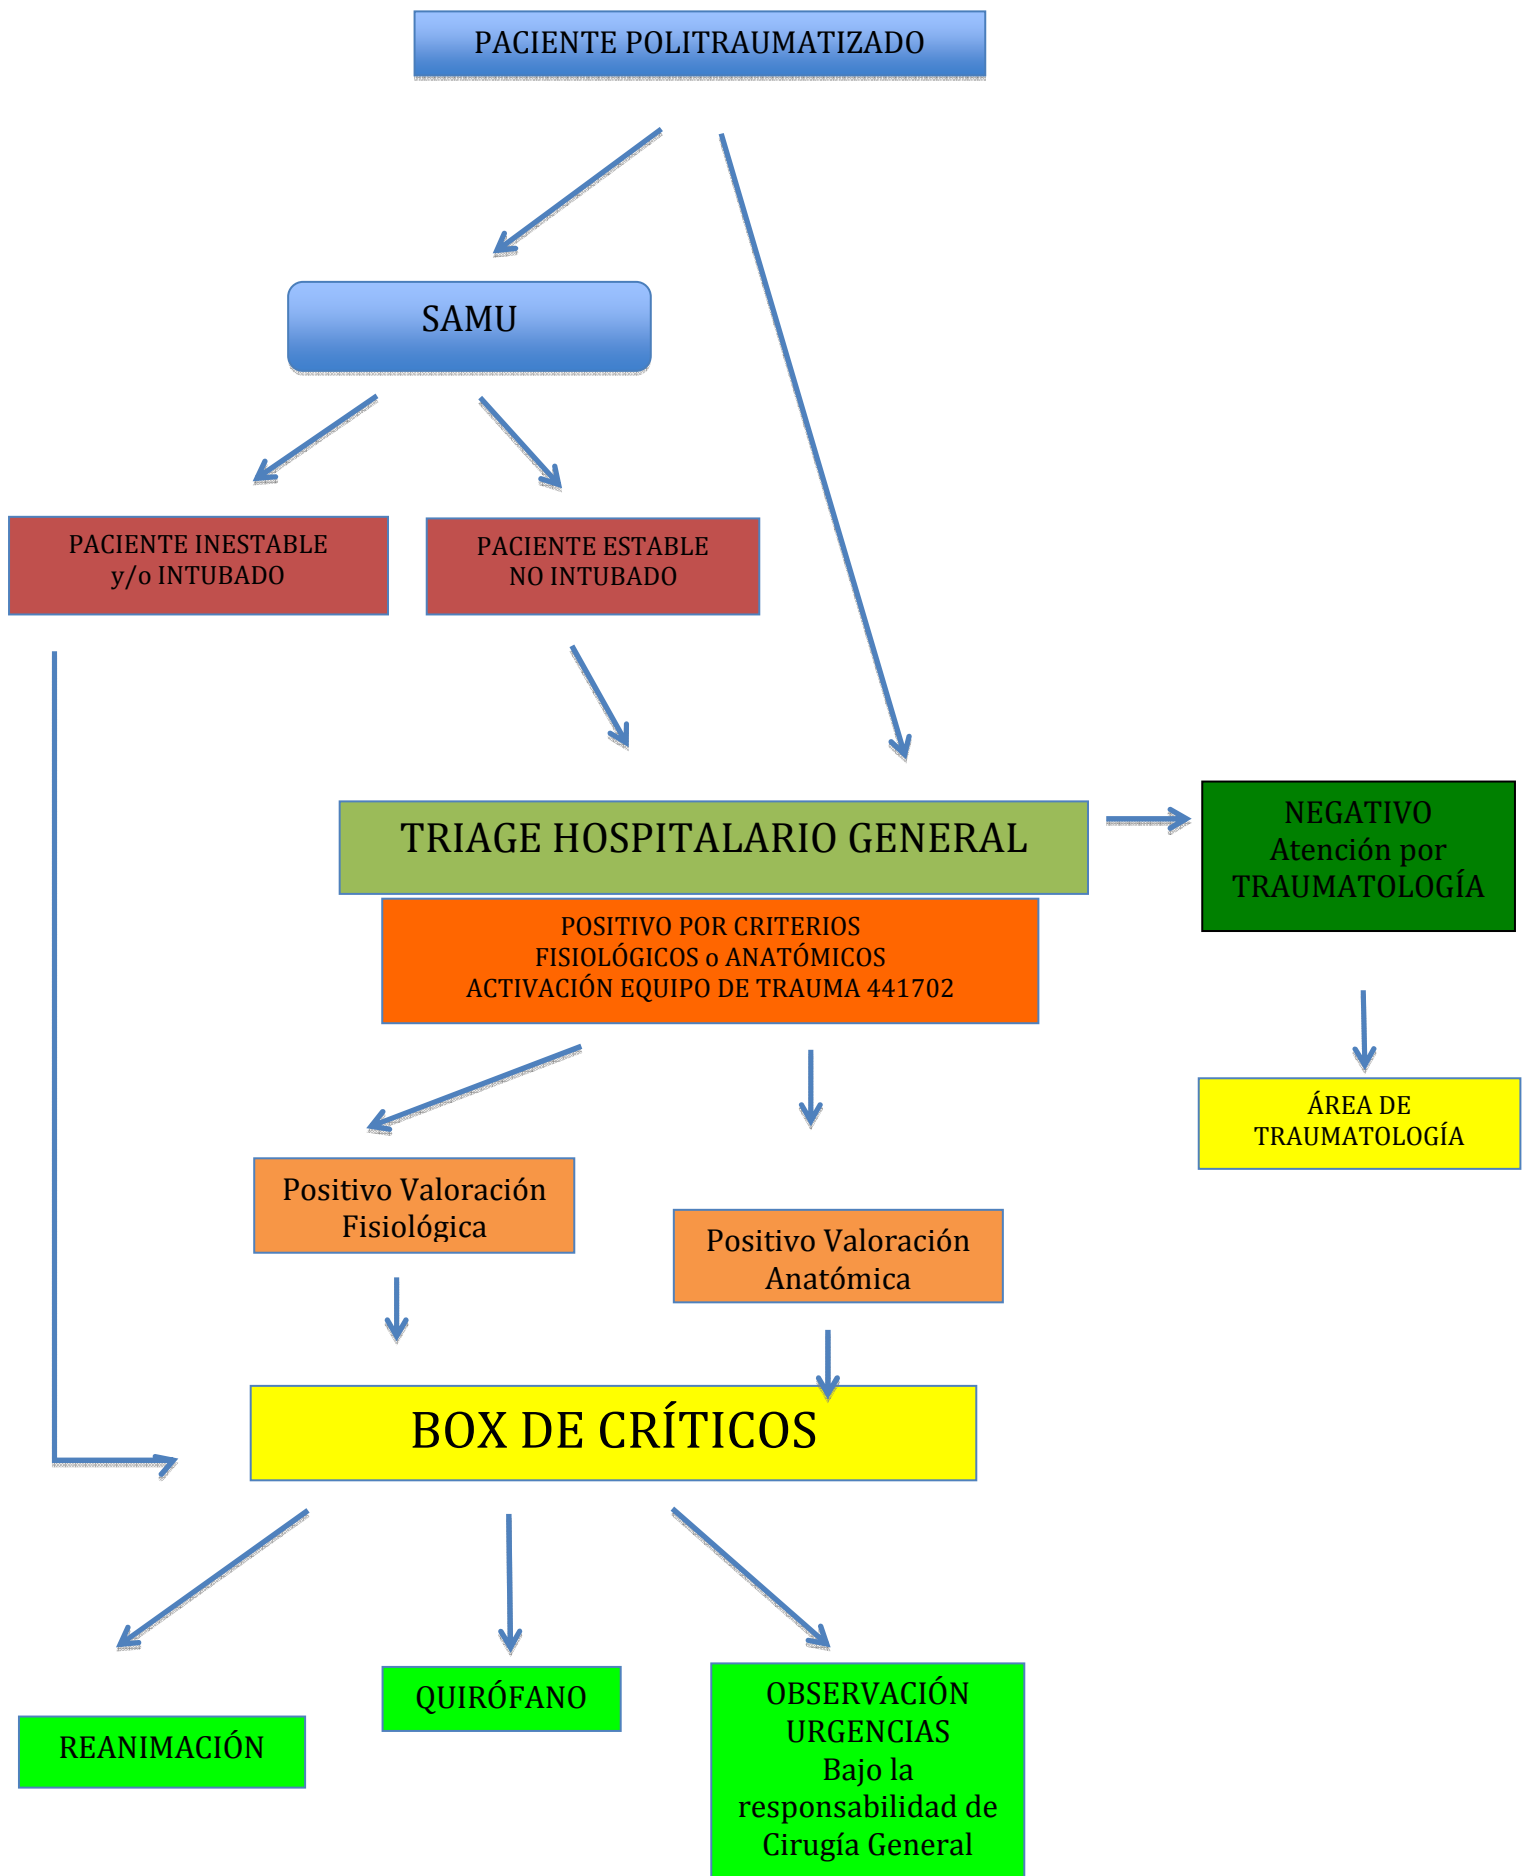 PACIENTE POLITRAUMATIZADO
SAMU
PACIENTE INESTABLE
y/o INTUBADO
PACIENTE ESTABLE
NO INTUBADO
TRIAGE HOSPITALARIO GENERAL
NEGATIVO
Atención por
TRAUMATOLOGÍA
POSITIVO POR CRITERIOS
FISIOLÓGICOS o ANATÓMICOS
ACTIVACIÓN EQUIPO DE TRAUMA 441702
ÁREA DE
TRAUMATOLOGÍA
Positivo Valoración
Fisiológica
Positivo Valoración
Anatómica
BOX DE CRÍTICOS
REANIMACIÓN
QUIRÓFANO
OBSERVACIÓN
URGENCIAS
Bajo la
responsabilidad de
Cirugía General